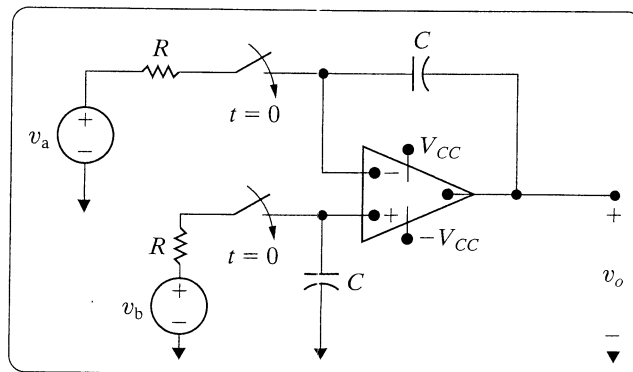 R
C
t = 0
v_a
+
−
V_CC
-
+
−V_CC
R
t = 0
C
v_b
+
−
+
v_o
−